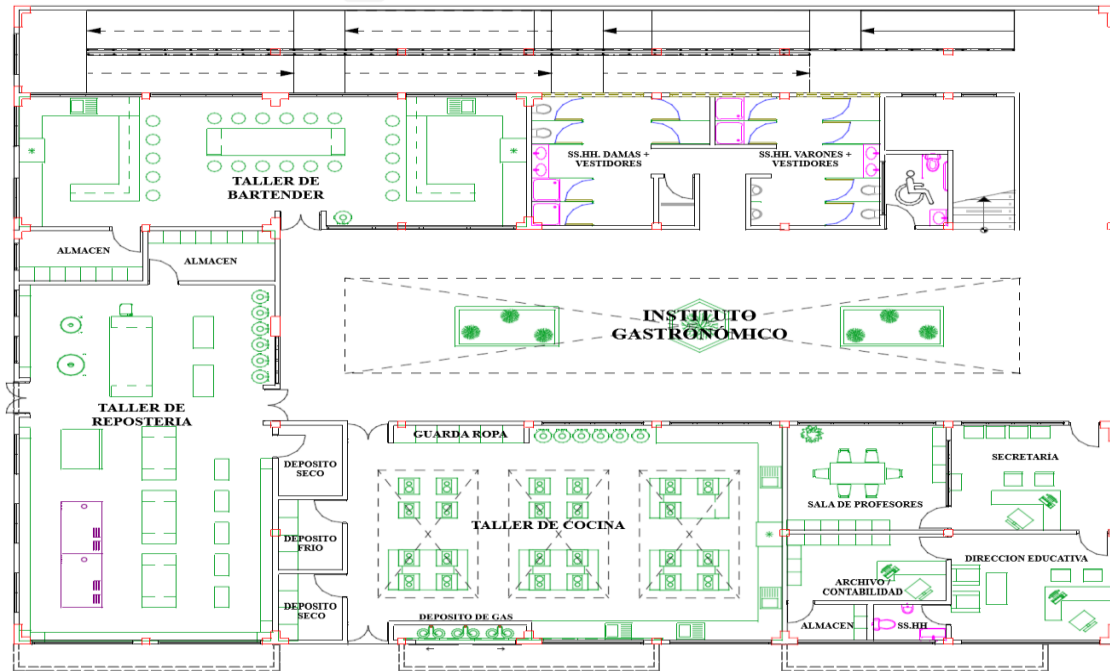 SS.HH. DAMAS +
VESTIDORES
SS.HH. VARONES +
VESTIDORES
TALLER DE
BARTENDER
ALMACEN
ALMACEN
INSTITUTO
GASTRONÓMICO
TALLER DE
REPOSTERIA
GUARDA ROPA
DEPOSITO
SECO
SECRETARÍA
SALA DE PROFESORES
TALLER DE COCINA
DEPOSITO
FRIO
DIRECCION EDUCATIVA
ARCHIVO /
CONTABILIDAD
DEPOSITO
SECO
DEPOSITO DE GAS
ALMACEN
SS.HH